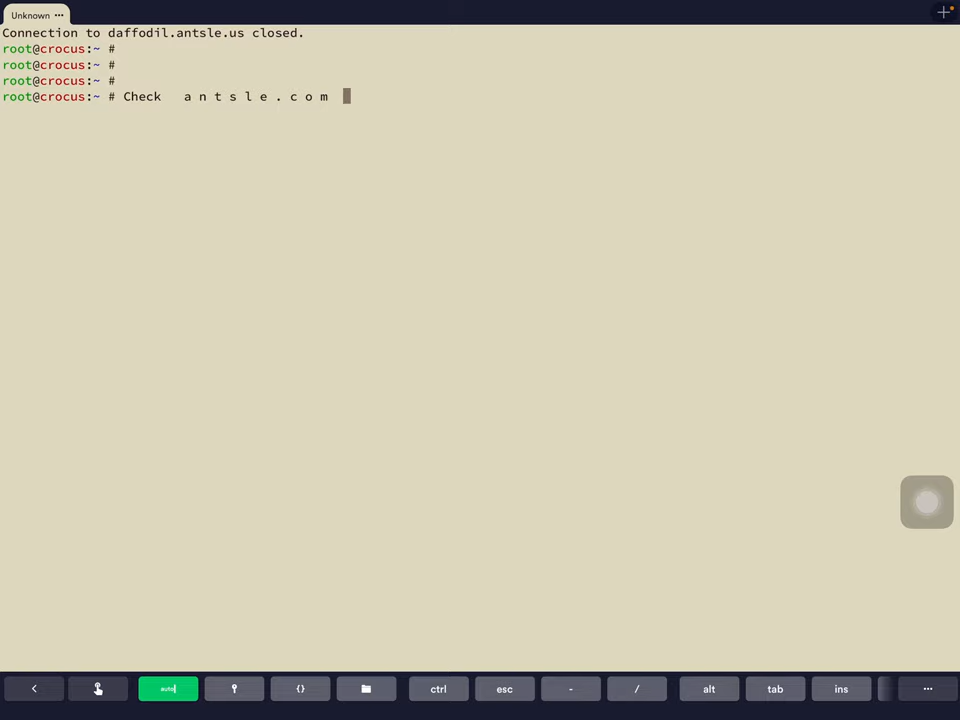 Unknown •••
Connection to daffodil.antsle.us closed.
root@crocus:~ #
root@crocus:~ #
root@crocus:~ #
root@crocus:~ # Check   a n t s l e . c o m
auto
{}
ctrl
esc
-
/
alt
tab
ins
•••